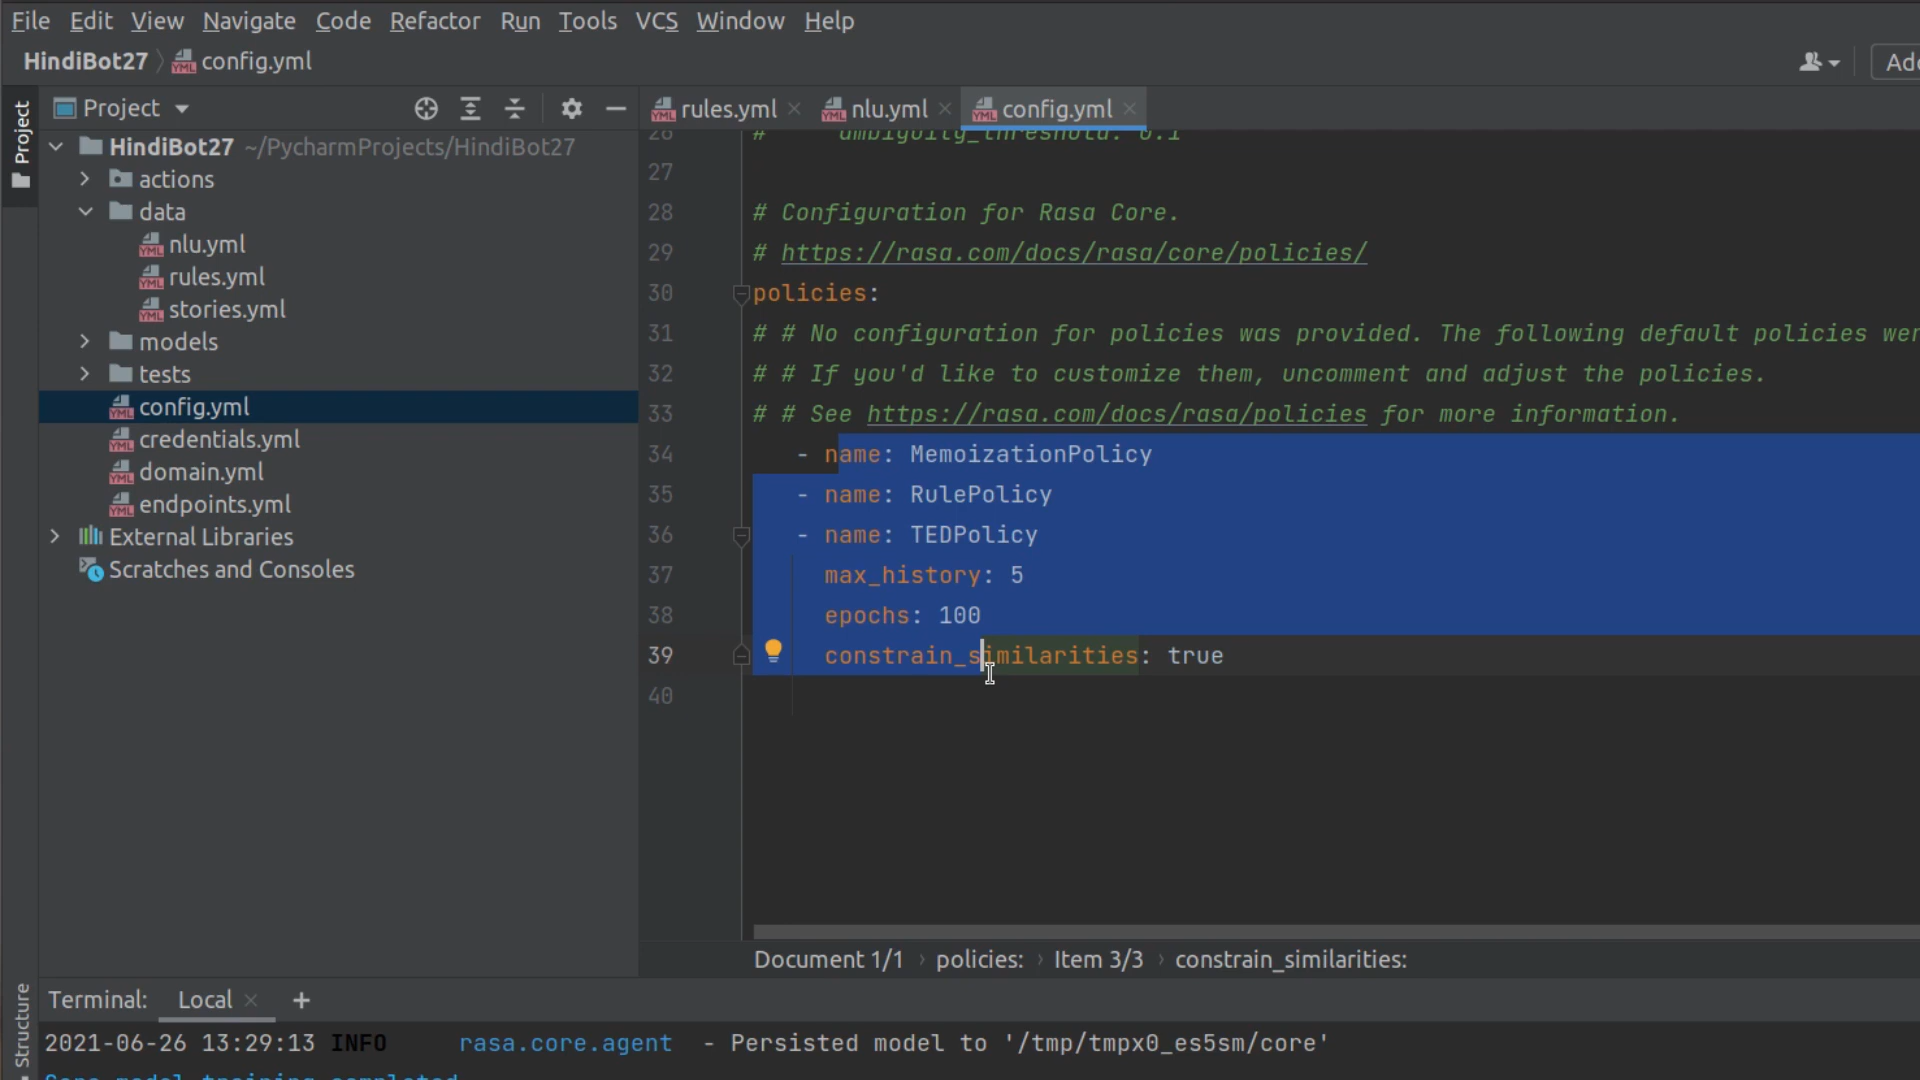 File Edit View Navigate Code Refactor Run Tools VCS Window Help
HindiBot27 config.yml
Project
Project
rules.yml nlu.yml config.yml
HindiBot27 ~/PycharmProjects/HindiBot27
actions
data
nlu.yml
rules.yml
stories.yml
models
tests
config.yml
credentials.yml
domain.yml
endpoints.yml
External Libraries
Scratches and Consoles
26 # ambiguity_threshold: 0.1
27
28 # Configuration for Rasa Core.
29 # https://rasa.com/docs/rasa/core/policies/
30 policies:
31 # # No configuration for policies was provided. The following default policies wer
32 # # If you'd like to customize them, uncomment and adjust the policies.
33 # # See https://rasa.com/docs/rasa/policies for more information.
34 - name: MemoizationPolicy
35 - name: RulePolicy
36 - name: TEDPolicy
37 max_history: 5
38 epochs: 100
39 constrain_similarities: true
40
Document 1/1 policies: Item 3/3 constrain_similarities:
Structure
Terminal: Local +
2021-06-26 13:29:13 INFO rasa.core.agent - Persisted model to '/tmp/tmpx0_es5sm/core'